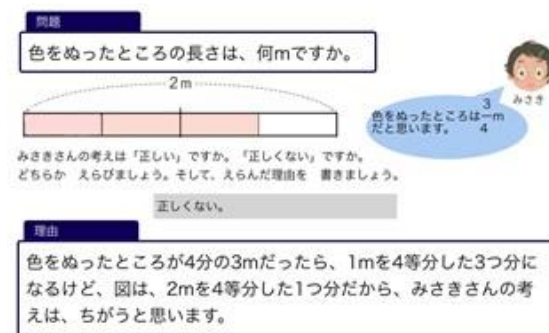 問題
色をぬったところの長さは、何mですか。
2m
みさき
色をぬったところは3/4m
だと思います。
みさきさんの考えは「正しい」ですか。「正しくない」ですか。
どちらか えらびましょう。そして、えらんだ理由を 書きましょう。
正しくない。
理由
色をぬったところが4分の3mだったら、1mを4等分した3つ分に
なるけど、図は、2mを4等分した1つ分だから、みさきさんの考
えは、ちがうと思います。